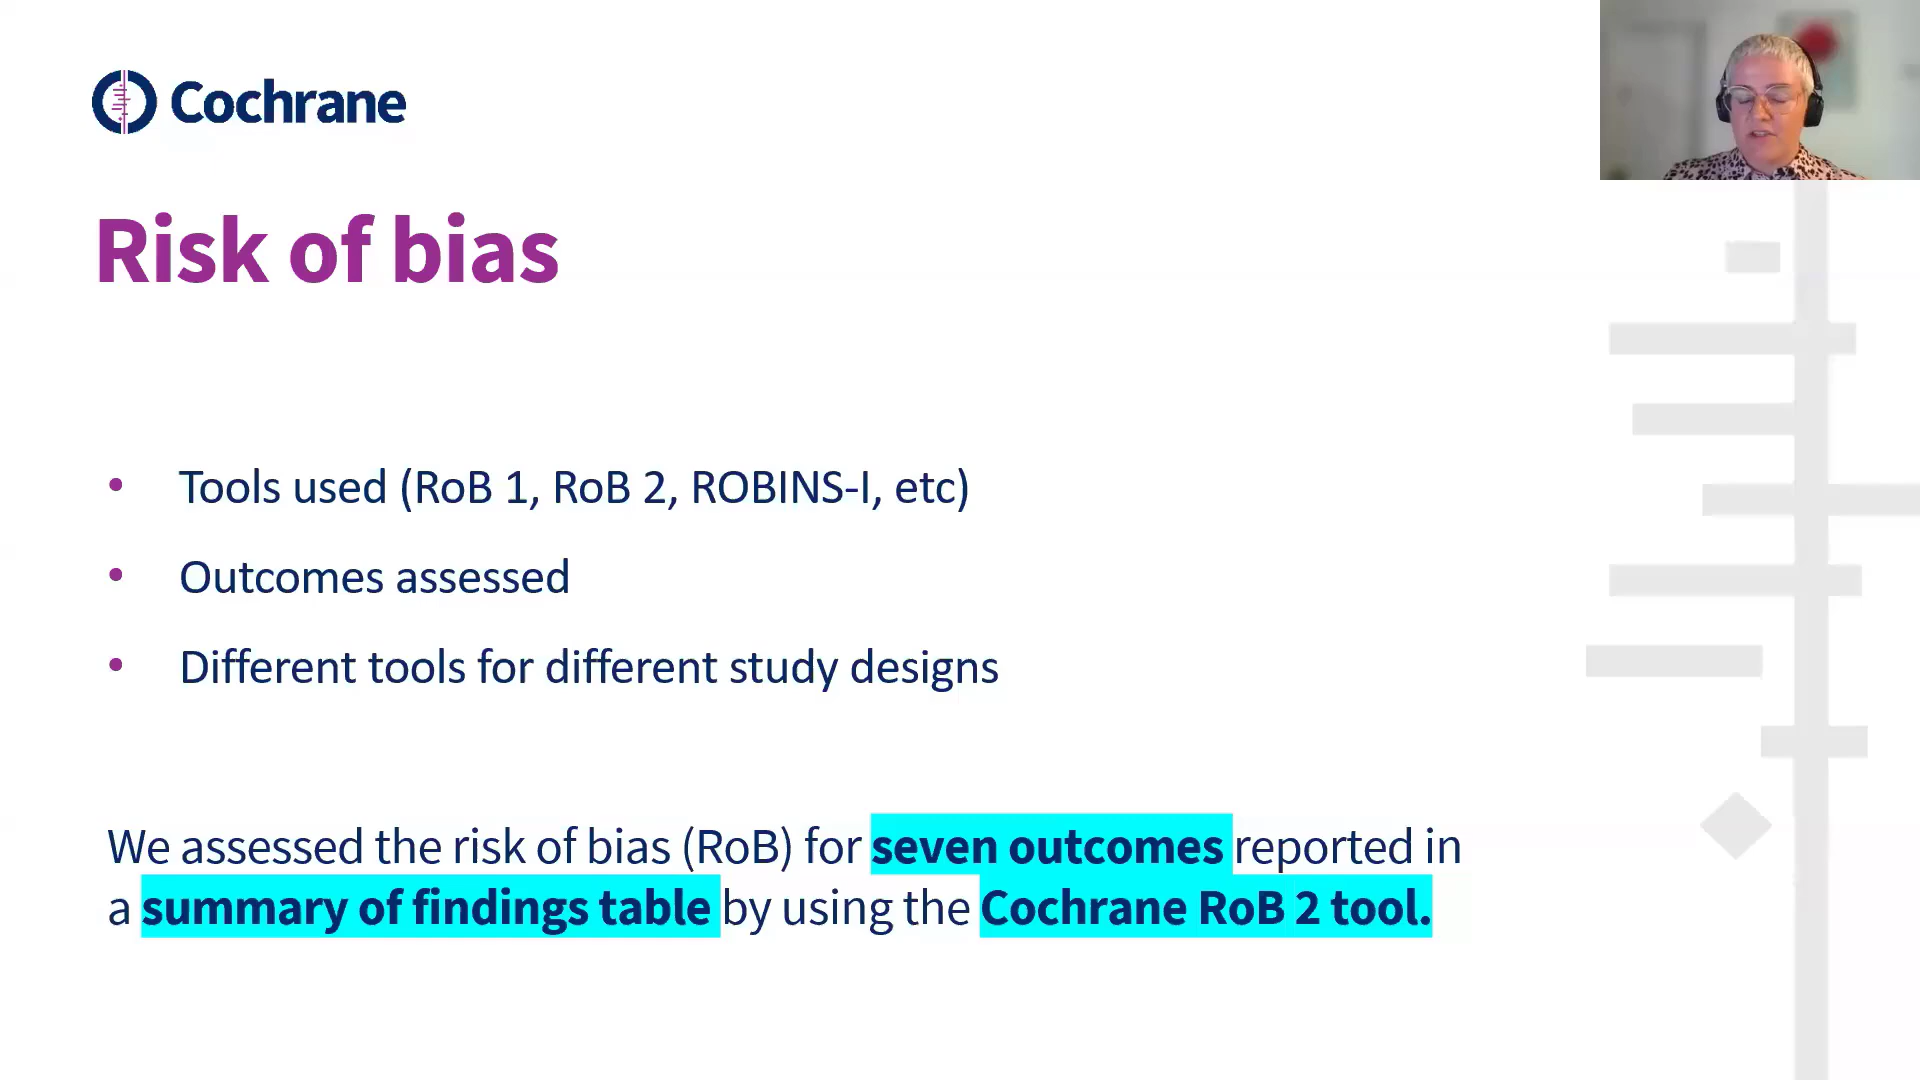 Cochrane
Risk of bias
• Tools used (RoB 1, RoB 2, ROBINS-I, etc)
• Outcomes assessed
• Different tools for different study designs
We assessed the risk of bias (RoB) for seven outcomes reported in
a summary of findings table by using the Cochrane RoB 2 tool.